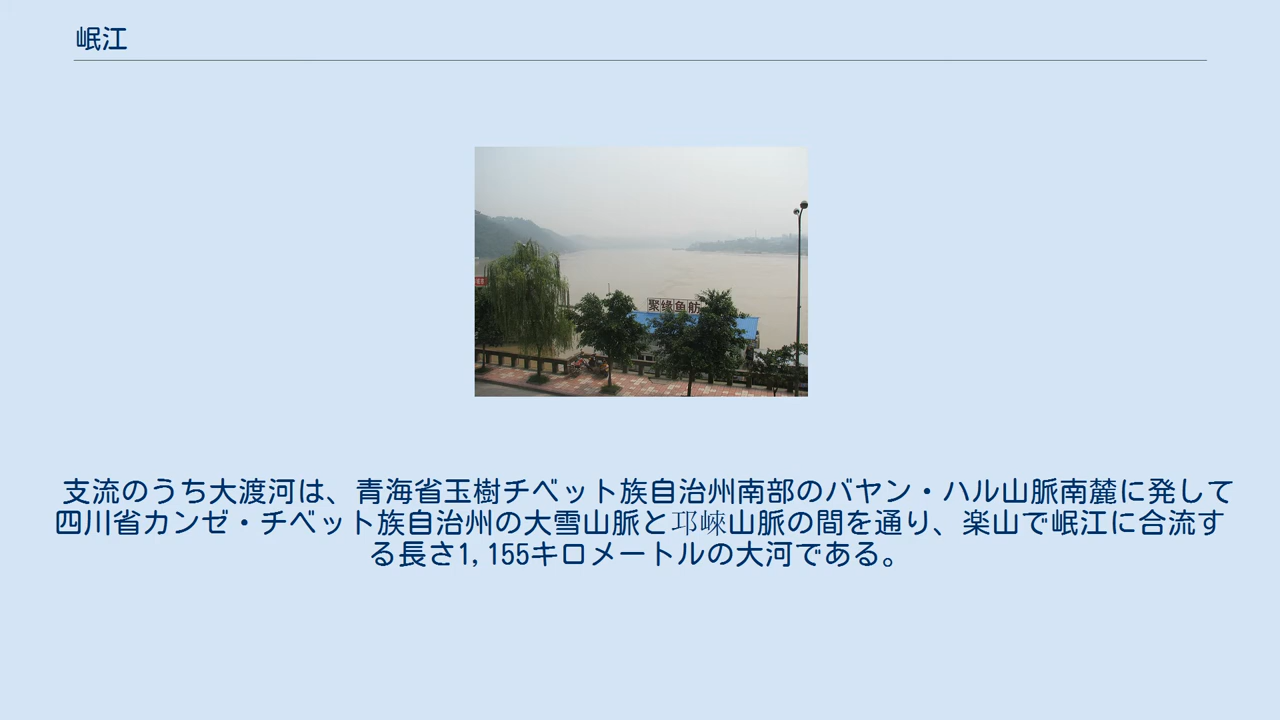 岷江
聚缘鱼舫
支流のうち大渡河は、青海省玉樹チベット族自治州南部のバヤン・ハル山脈南麓に発して
四川省カンゼ・チベット族自治州の大雪山脈と邛崍山脈の間を通り、楽山で岷江に合流す
る長さ1,155キロメートルの大河である。